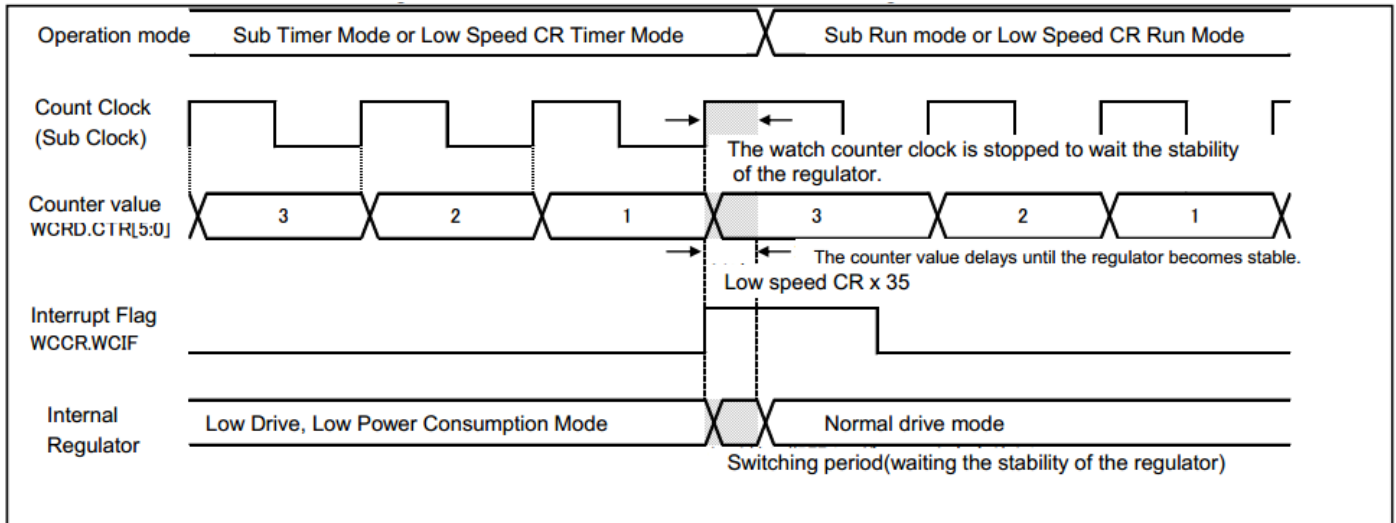 Operation mode
Sub Timer Mode or Low Speed CR Timer Mode
Sub Run mode or Low Speed CR Run Mode
Count Clock
(Sub Clock)
The watch counter clock is stopped to wait the stability
of the regulator.
Counter value
WCRD.CTR[5:0]
3
2
1
3
2
1
The counter value delays until the regulator becomes stable.
Low speed CR x 35
Interrupt Flag
WCCR.WCIF
Internal
Regulator
Low Drive, Low Power Consumption Mode
Normal drive mode
Switching period(waiting the stability of the regulator)